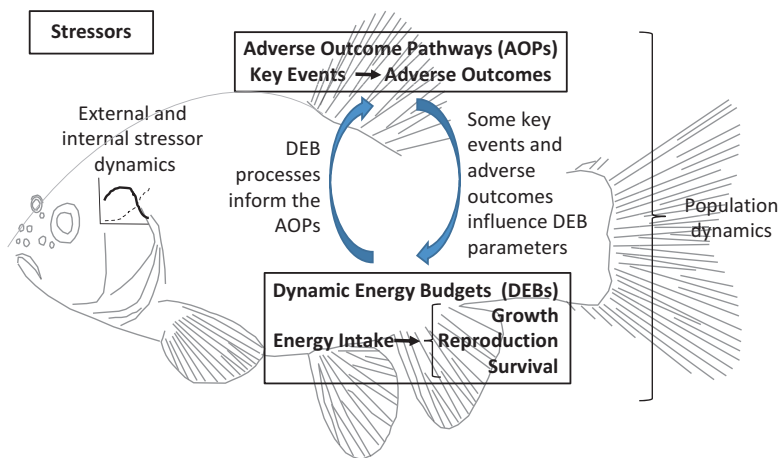 Stressors
Adverse Outcome Pathways (AOPs)
Key Events Adverse Outcomes
External and
internal stressor
dynamics
DEB
processes
inform the
AOPs
Some key
events and
adverse
outcomes
influence DEB
parameters
Population
dynamics
Dynamic Energy Budgets (DEBs)
Growth
Energy Intake Reproduction
Survival